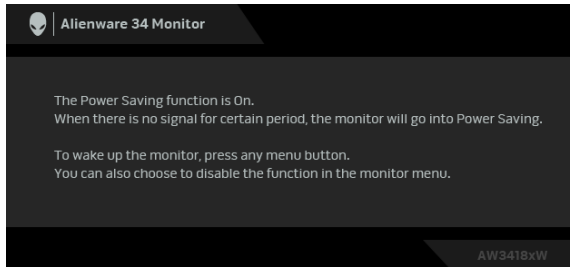 Alienware 34 Monitor
The Power Saving function is On.
When there is no signal for certain period, the monitor will go into Power Saving.
To wake up the monitor, press any menu button.
You can also choose to disable the function in the monitor menu.
AW3418xW